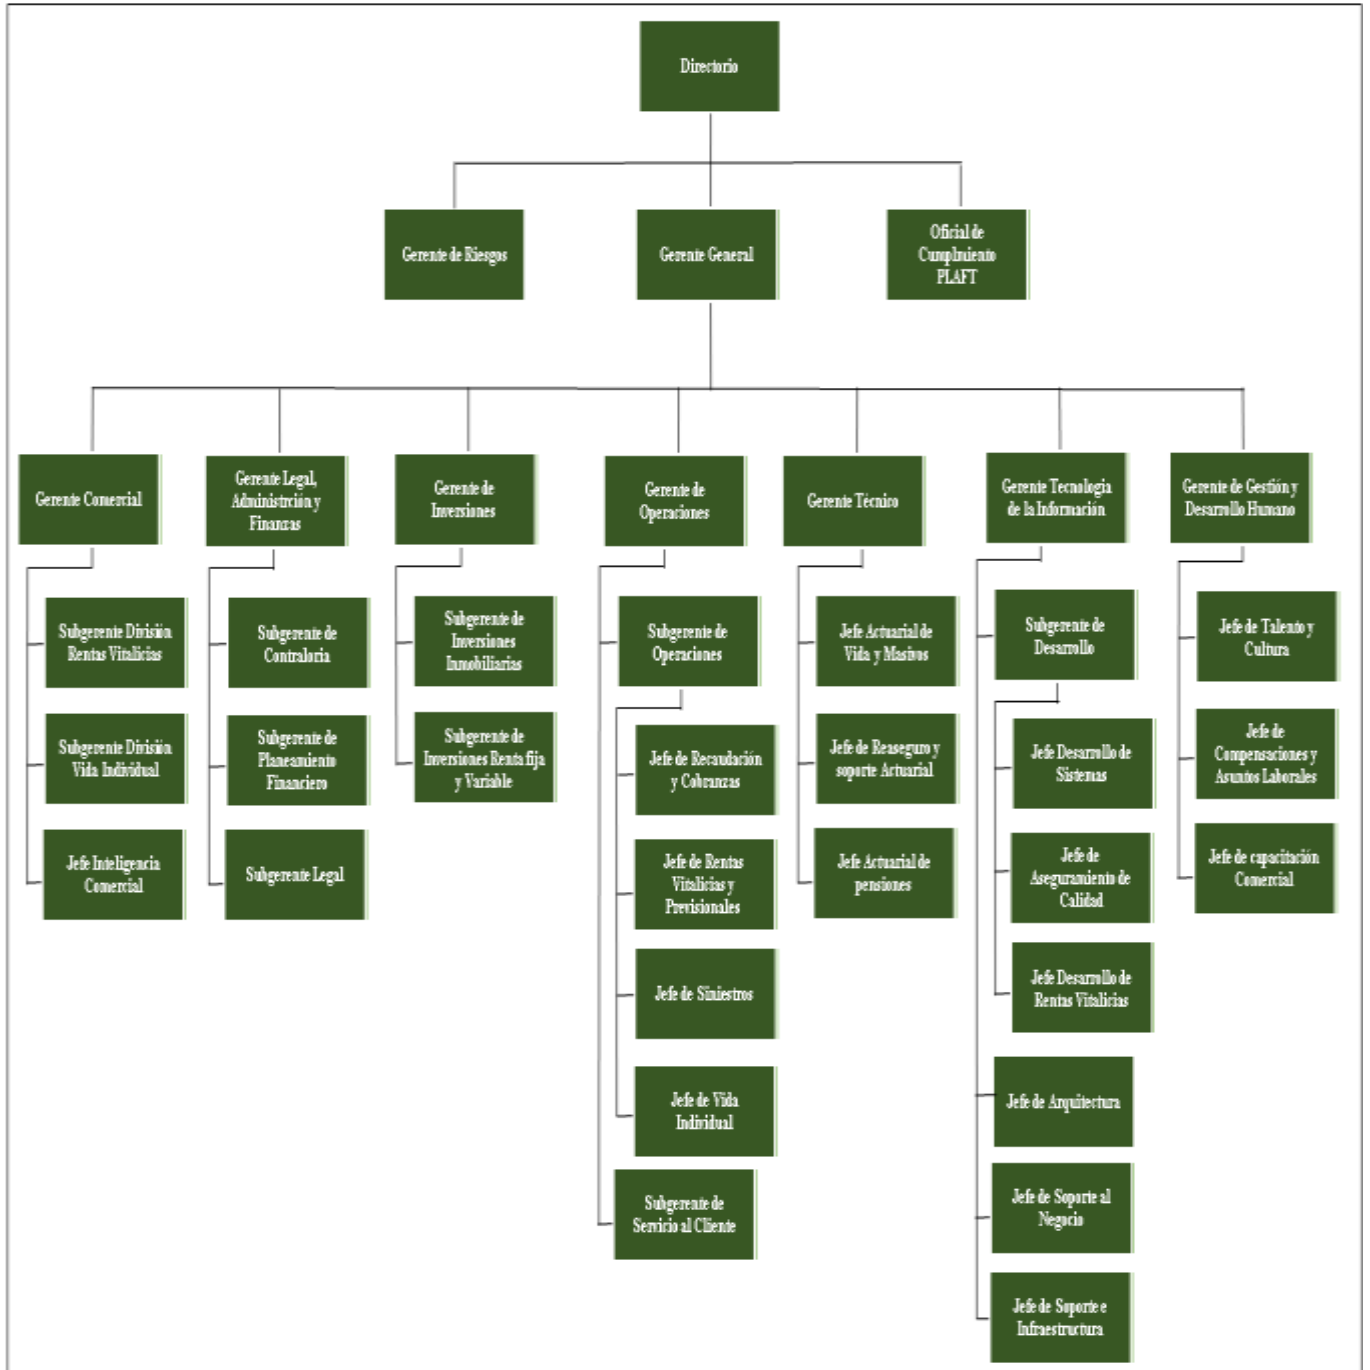 Directorio
Gerente de Riesgos
Gerente General
Oficial de
Cumplmiento
PLAFT
Gerente Comercial
Gerente Legal,
Administrción y
Finanzas
Gerente de
Inversiones
Gerente de
Operaciones
Gerente Técnico
Gerente Tecnologia
de la Información
Gerente de Gestión y
Desarrollo Humano
Subgerente División
Rentas Vitalicias
Subgerente División
Vida Individual
Jefe Inteligencia
Comercial
Subgerente de
Contraloria
Subgerente de
Planeamiento
Financiero
Subgerente Legal
Subgerente de
Inversiones
Inmobiliarias
Subgerente de
Inversiones Renta fija
y Variable
Subgerente de
Operaciones
Jefe de Recaudación
y Cobranzas
Jefe de Rentas
Vitalicias y
Previsionales
Jefe de Siniestros
Jefe de Vida
Individual
Subgerente de
Servicio al Cliente
Jefe Actuarial de
Vida y Masivos
Jefe de Reaseguro y
soporte Actuarial
Jefe Actuarial de
pensiones
Subgerente de
Desarrollo
Jefe Desarrollo de
Sistemas
Jefe de
Aseguramiento de
Calidad
Jefe Desarrollo de
Rentas Vitalicias
Jefe de Arquitectura
Jefe de Soporte al
Negocio
Jefe de Soporte e
Infraestructura
Jefe de Talento y
Cultura
Jefe de
Compensaciones y
Asuntos Laborales
Jefe de capacitación
Comercial